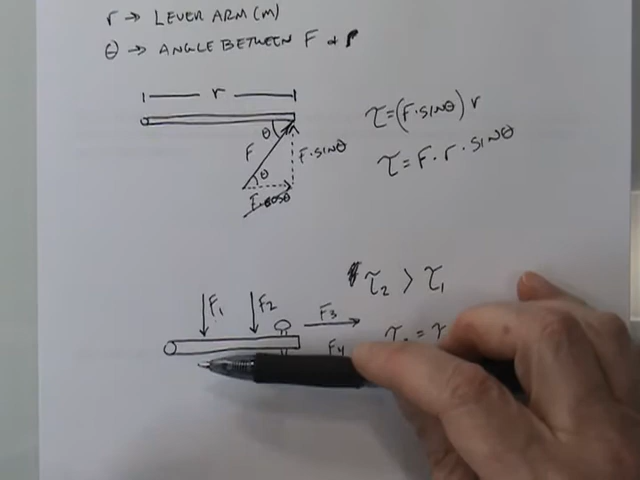 r → LEVER ARM (m)
θ → ANGLE BETWEEN F & r
r
θ
F
θ
F·sinθ
F·cosθ
τ=(F·sinθ) r
τ= F·r·sinθ
τ₂ > τ₁
F₁
F₂
F₃
F₄